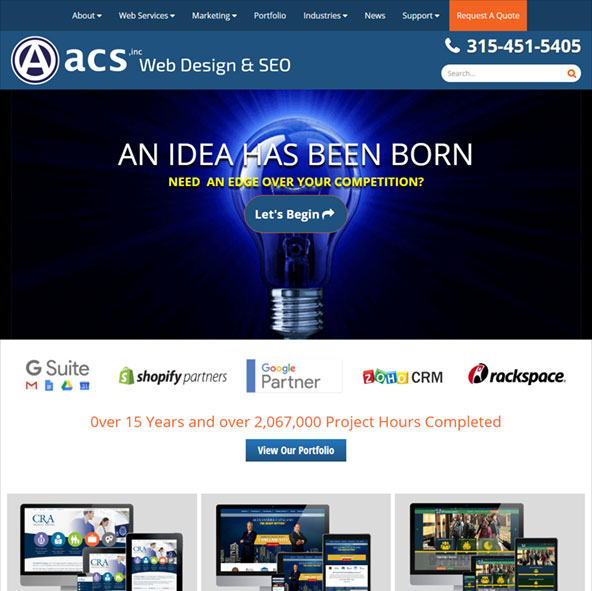 About Web Services Marketing Portfolio Industries News Support Request A Quote
A acs ,inc Web Design & SEO
315-451-5405
Search...
AN IDEA HAS BEEN BORN
NEED AN EDGE OVER YOUR COMPETITION?
Let's Begin
G Suite
shopify partners
Google Partner
ZOHO CRM
rackspace.
0ver 15 Years and over 2,067,000 Project Hours Completed
View Our Portfolio
CRA